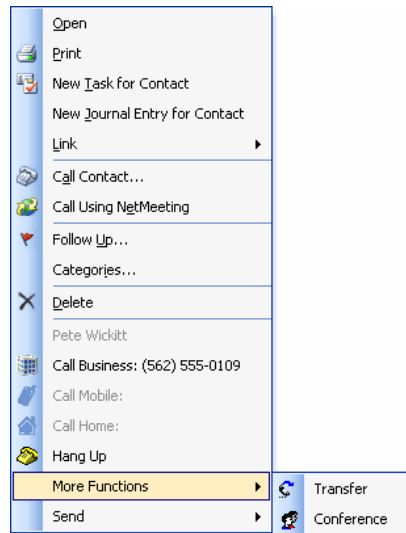 Open
Print
New Task for Contact
New Journal Entry for Contact
Link
Call Contact...
Call Using NetMeeting
Follow Up...
Categories...
Delete
Pete Wickitt
Call Business: (562) 555-0109
Call Mobile:
Call Home:
Hang Up
More Functions
Transfer
Send
Conference